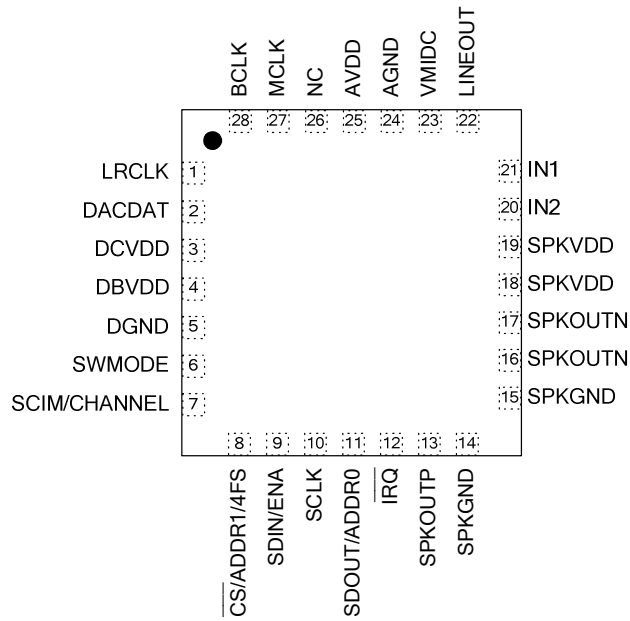 BCLK
MCLK
NC
AVDD
AGND
VMIDC
LINEOUT
28 27 26 25 24 23 22
LRCLK 1
DACDAT 2
DCVDD 3
DBVDD 4
DGND 5
SWMODE 6
SCIM/CHANNEL 7
21 IN1
20 IN2
19 SPKVDD
18 SPKVDD
17 SPKOUTN
16 SPKOUTN
15 SPKGND
8 9 10 11 12 13 14
CS/ADDR1/4FS
SDIN/ENA
SCLK
SDOUT/ADDR0
IRQ
SPKOUTP
SPKGND